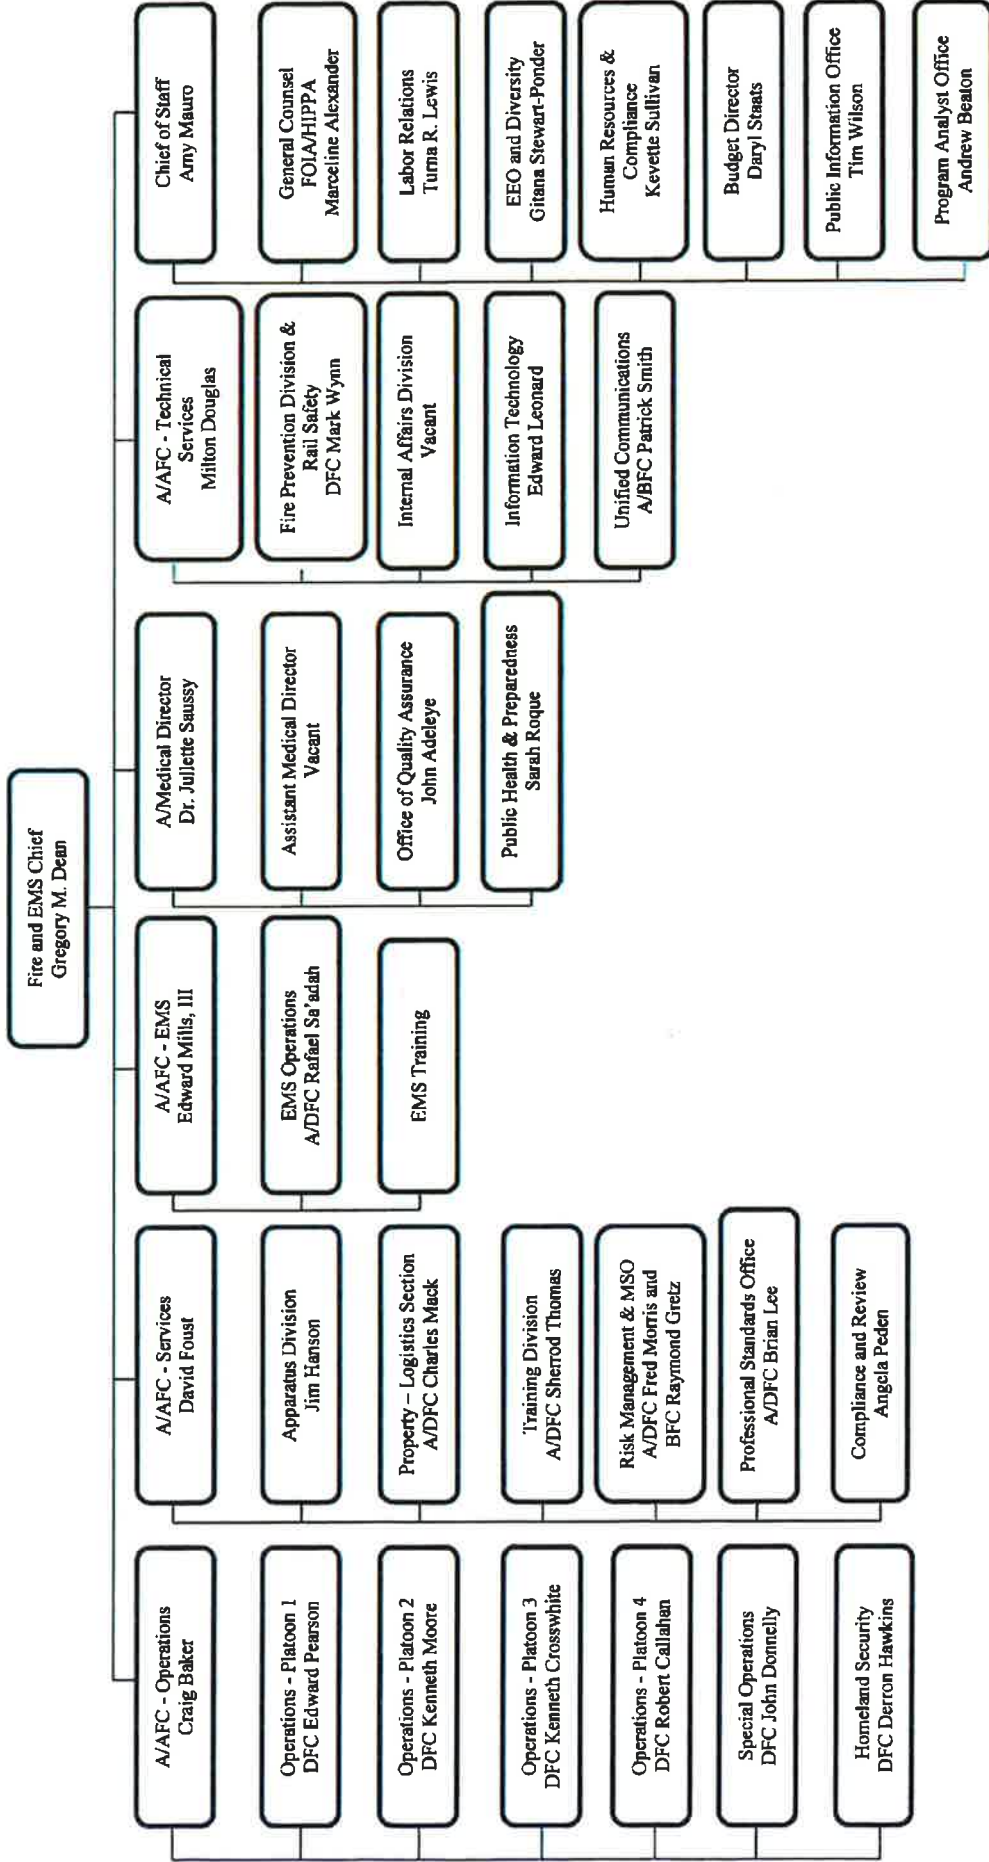 Fire and EMS Chief
Gregory M. Dean
A/AFC - Operations
Craig Baker
Operations - Platoon 1
DFC Edward Pearson
Operations - Platoon 2
DFC Kenneth Moore
Operations - Platoon 3
DFC Kenneth Crosswhite
Operations - Platoon 4
DFC Robert Callahan
Special Operations
DFC John Donnelly
Homeland Security
DFC Derron Hawkins
A/AFC - Services
David Foust
Apparatus Division
Jim Hanson
Property – Logistics Section
A/DFC Charles Mack
Training Division
A/DFC Sherrod Thomas
Risk Management & MSO
A/DFC Fred Morris and
BFC Raymond Gretz
Professional Standards Office
A/DFC Brian Lee
Compliance and Review
Angela Peden
A/AFC - EMS
Edward Mills, III
EMS Operations
A/DFC Rafael Sa'adah
EMS Training
A/Medical Director
Dr. Jullette Saussy
Assistant Medical Director
Vacant
Office of Quality Assurance
John Adeleye
Public Health & Preparedness
Sarah Roque
A/AFC - Technical
Services
Milton Douglas
Fire Prevention Division &
Rail Safety
DFC Mark Wynn
Internal Affairs Division
Vacant
Information Technology
Edward Leonard
Unified Communications
A/BFC Patrick Smith
Chief of Staff
Amy Mauro
General Counsel
FOIA/HIPPA
Marceline Alexander
Labor Relations
Tuma R. Lewis
EEO and Diversity
Gitana Stewart-Ponder
Human Resources &
Compliance
Kevette Sullivan
Budget Director
Daryl Staats
Public Information Office
Tim Wilson
Program Analyst Office
Andrew Beaton